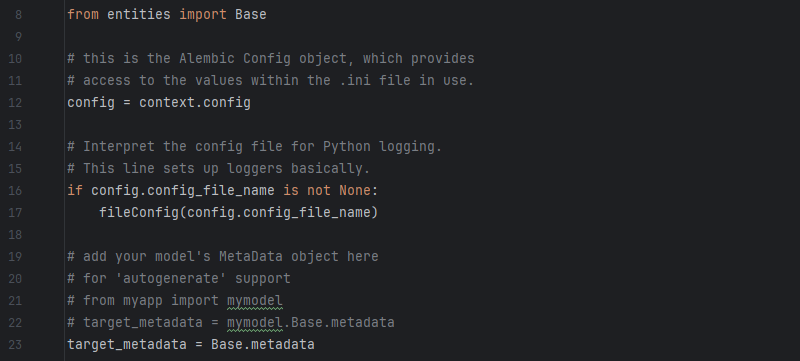 8 from entities import Base
9
10 # this is the Alembic Config object, which provides
11 # access to the values within the .ini file in use.
12 config = context.config
13
14 # Interpret the config file for Python logging.
15 # This line sets up loggers basically.
16 if config.config_file_name is not None:
17     fileConfig(config.config_file_name)
18
19 # add your model's MetaData object here
20 # for 'autogenerate' support
21 # from myapp import mymodel
22 # target_metadata = mymodel.Base.metadata
23 target_metadata = Base.metadata